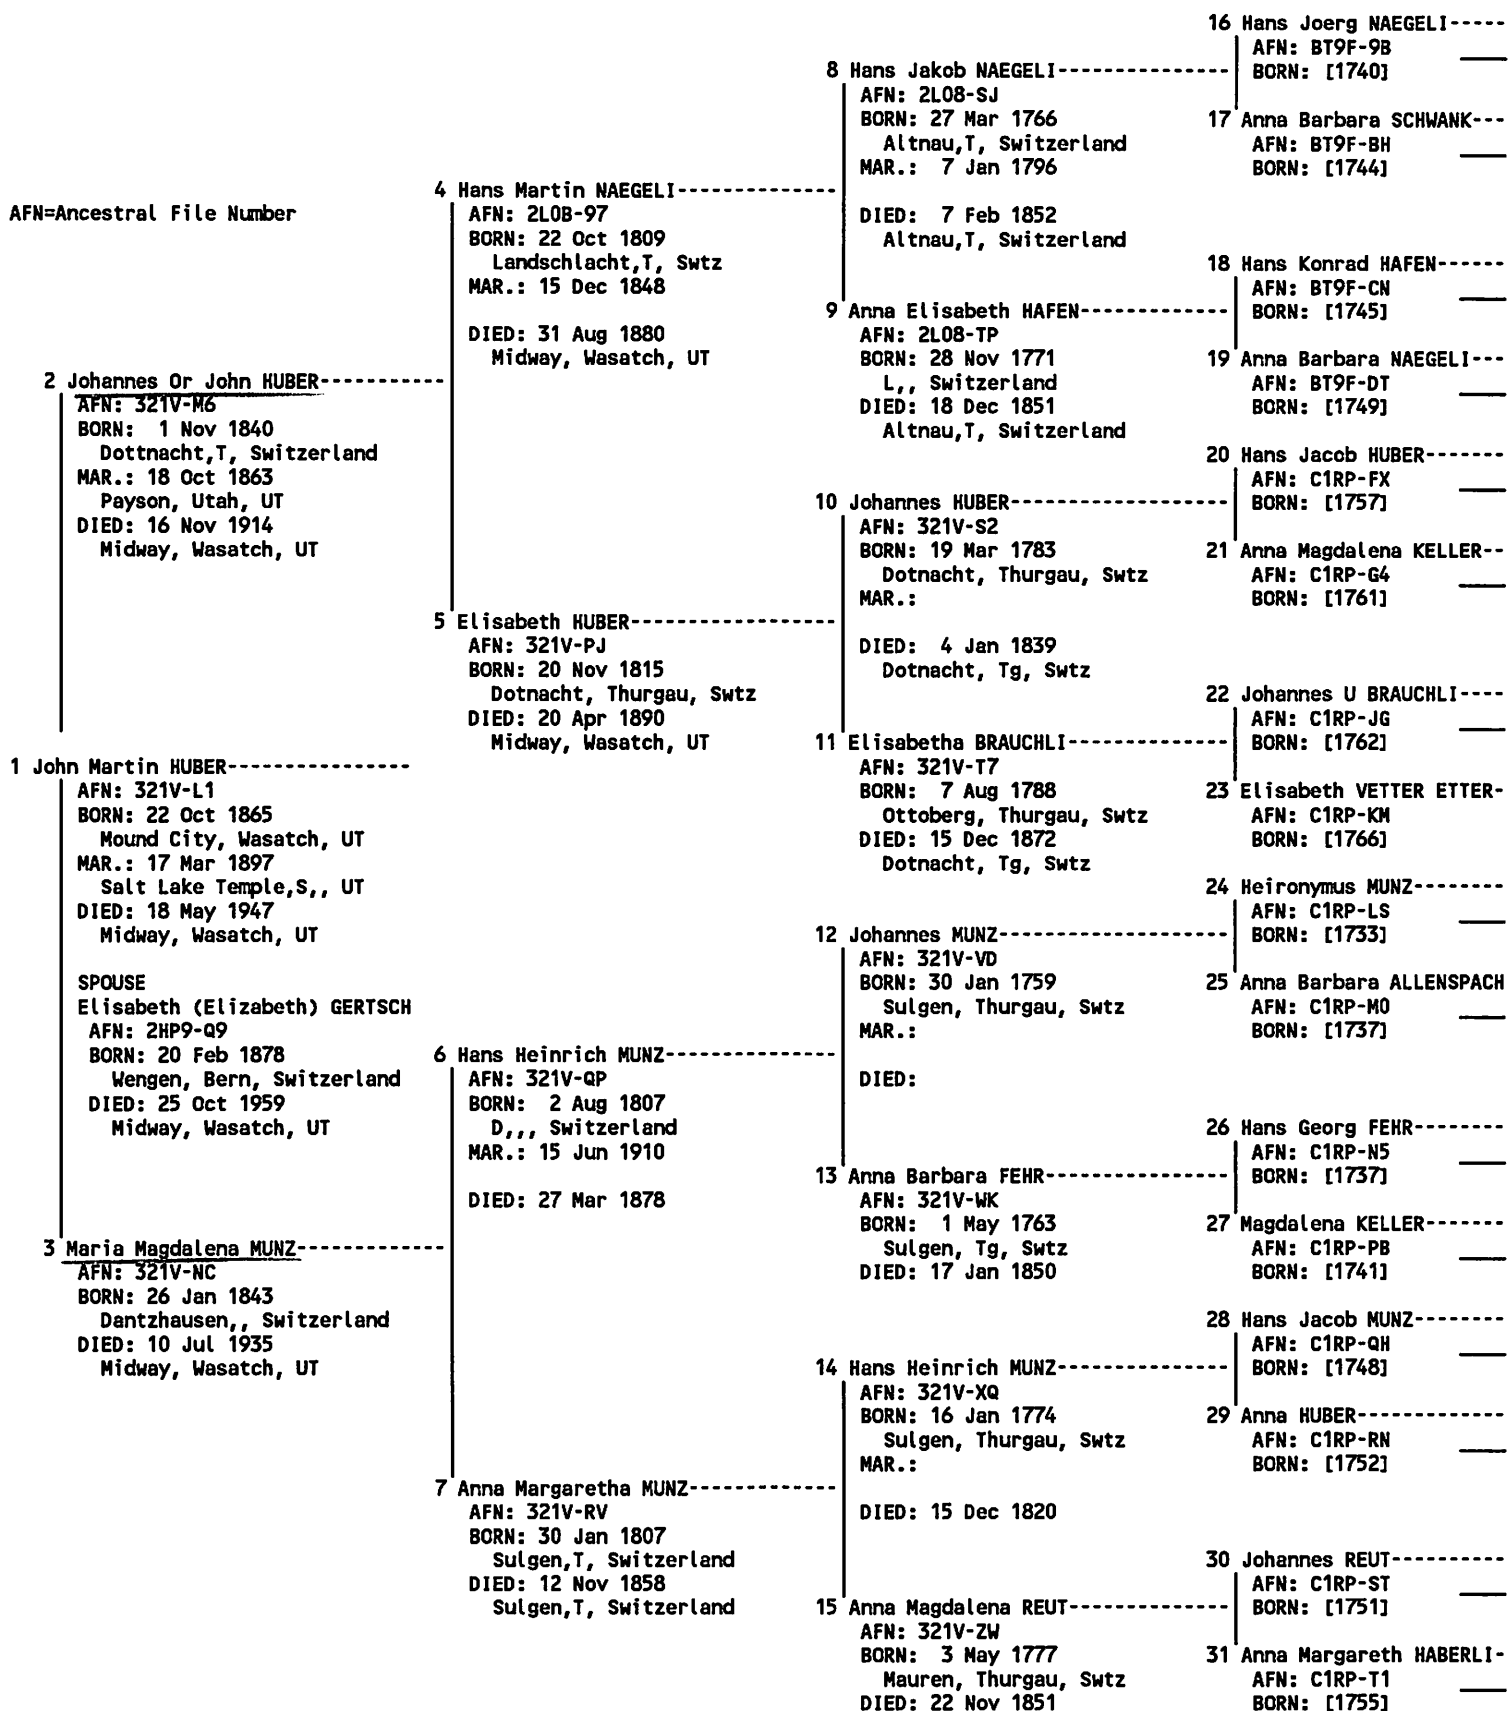 AFN=Ancestral File Number
1 John Martin HUBER----------------
AFN: 321V-L1
BORN: 22 Oct 1865
Mound City, Wasatch, UT
MAR.: 17 Mar 1897
Salt Lake Temple,S,, UT
DIED: 18 May 1947
Midway, Wasatch, UT
SPOUSE
Elisabeth (Elizabeth) GERTSCH
AFN: 2HP9-Q9
BORN: 20 Feb 1878
Wengen, Bern, Switzerland
DIED: 25 Oct 1959
Midway, Wasatch, UT
2 Johannes Or John HUBER-----------
AFN: 321V-M6
BORN: 1 Nov 1840
Dottnacht,T, Switzerland
MAR.: 18 Oct 1863
Payson, Utah, UT
DIED: 16 Nov 1914
Midway, Wasatch, UT
3 Maria Magdalena MUNZ-------------
AFN: 321V-NC
BORN: 26 Jan 1843
Dantzhausen,, Switzerland
DIED: 10 Jul 1935
Midway, Wasatch, UT
4 Hans Martin NAEGELI--------------
AFN: 2L0B-97
BORN: 22 Oct 1809
Landschlacht,T, Swtz
MAR.: 15 Dec 1848
DIED: 31 Aug 1880
Midway, Wasatch, UT
5 Elisabeth HUBER------------------
AFN: 321V-PJ
BORN: 20 Nov 1815
Dotnacht, Thurgau, Swtz
DIED: 20 Apr 1890
Midway, Wasatch, UT
6 Hans Heinrich MUNZ---------------
AFN: 321V-QP
BORN: 2 Aug 1807
D,,, Switzerland
MAR.: 15 Jun 1910
DIED: 27 Mar 1878
7 Anna Margaretha MUNZ-------------
AFN: 321V-RV
BORN: 30 Jan 1807
Sulgen,T, Switzerland
DIED: 12 Nov 1858
Sulgen,T, Switzerland
8 Hans Jakob NAEGELI---------------
AFN: 2L08-SJ
BORN: 27 Mar 1766
Altnau,T, Switzerland
MAR.: 7 Jan 1796
DIED: 7 Feb 1852
Altnau,T, Switzerland
9 Anna Elisabeth HAFEN-------------
AFN: 2L08-TP
BORN: 28 Nov 1771
L,, Switzerland
DIED: 18 Dec 1851
Altnau,T, Switzerland
10 Johannes HUBER-------------------
AFN: 321V-S2
BORN: 19 Mar 1783
Dotnacht, Thurgau, Swtz
MAR.:
DIED: 4 Jan 1839
Dotnacht, Tg, Swtz
11 Elisabetha BRAUCHLI--------------
AFN: 321V-T7
BORN: 7 Aug 1788
Ottoberg, Thurgau, Swtz
DIED: 15 Dec 1872
Dotnacht, Tg, Swtz
12 Johannes MUNZ--------------------
AFN: 321V-VD
BORN: 30 Jan 1759
Sulgen, Thurgau, Swtz
MAR.:
DIED:
13 Anna Barbara FEHR----------------
AFN: 321V-WK
BORN: 1 May 1763
Sulgen, Tg, Swtz
DIED: 17 Jan 1850
14 Hans Heinrich MUNZ---------------
AFN: 321V-XQ
BORN: 16 Jan 1774
Sulgen, Thurgau, Swtz
MAR.:
DIED: 15 Dec 1820
15 Anna Magdalena REUT--------------
AFN: 321V-ZW
BORN: 3 May 1777
Mauren, Thurgau, Swtz
DIED: 22 Nov 1851
16 Hans Joerg NAEGELI-----
AFN: BT9F-9B
BORN: [1740]
17 Anna Barbara SCHWANK---
AFN: BT9F-BH
BORN: [1744]
18 Hans Konrad HAFEN------
AFN: BT9F-CN
BORN: [1745]
19 Anna Barbara NAEGELI---
AFN: BT9F-DT
BORN: [1749]
20 Hans Jacob HUBER-------
AFN: C1RP-FX
BORN: [1757]
21 Anna Magdalena KELLER--
AFN: C1RP-G4
BORN: [1761]
22 Johannes U BRAUCHLI----
AFN: C1RP-JG
BORN: [1762]
23 Elisabeth VETTER ETTER-
AFN: C1RP-KM
BORN: [1766]
24 Heironymus MUNZ--------
AFN: C1RP-LS
BORN: [1733]
25 Anna Barbara ALLENSPACH
AFN: C1RP-M0
BORN: [1737]
26 Hans Georg FEHR--------
AFN: C1RP-N5
BORN: [1737]
27 Magdalena KELLER-------
AFN: C1RP-PB
BORN: [1741]
28 Hans Jacob MUNZ--------
AFN: C1RP-QH
BORN: [1748]
29 Anna HUBER-------------
AFN: C1RP-RN
BORN: [1752]
30 Johannes REUT----------
AFN: C1RP-ST
BORN: [1751]
31 Anna Margareth HABERLI-
AFN: C1RP-T1
BORN: [1755]